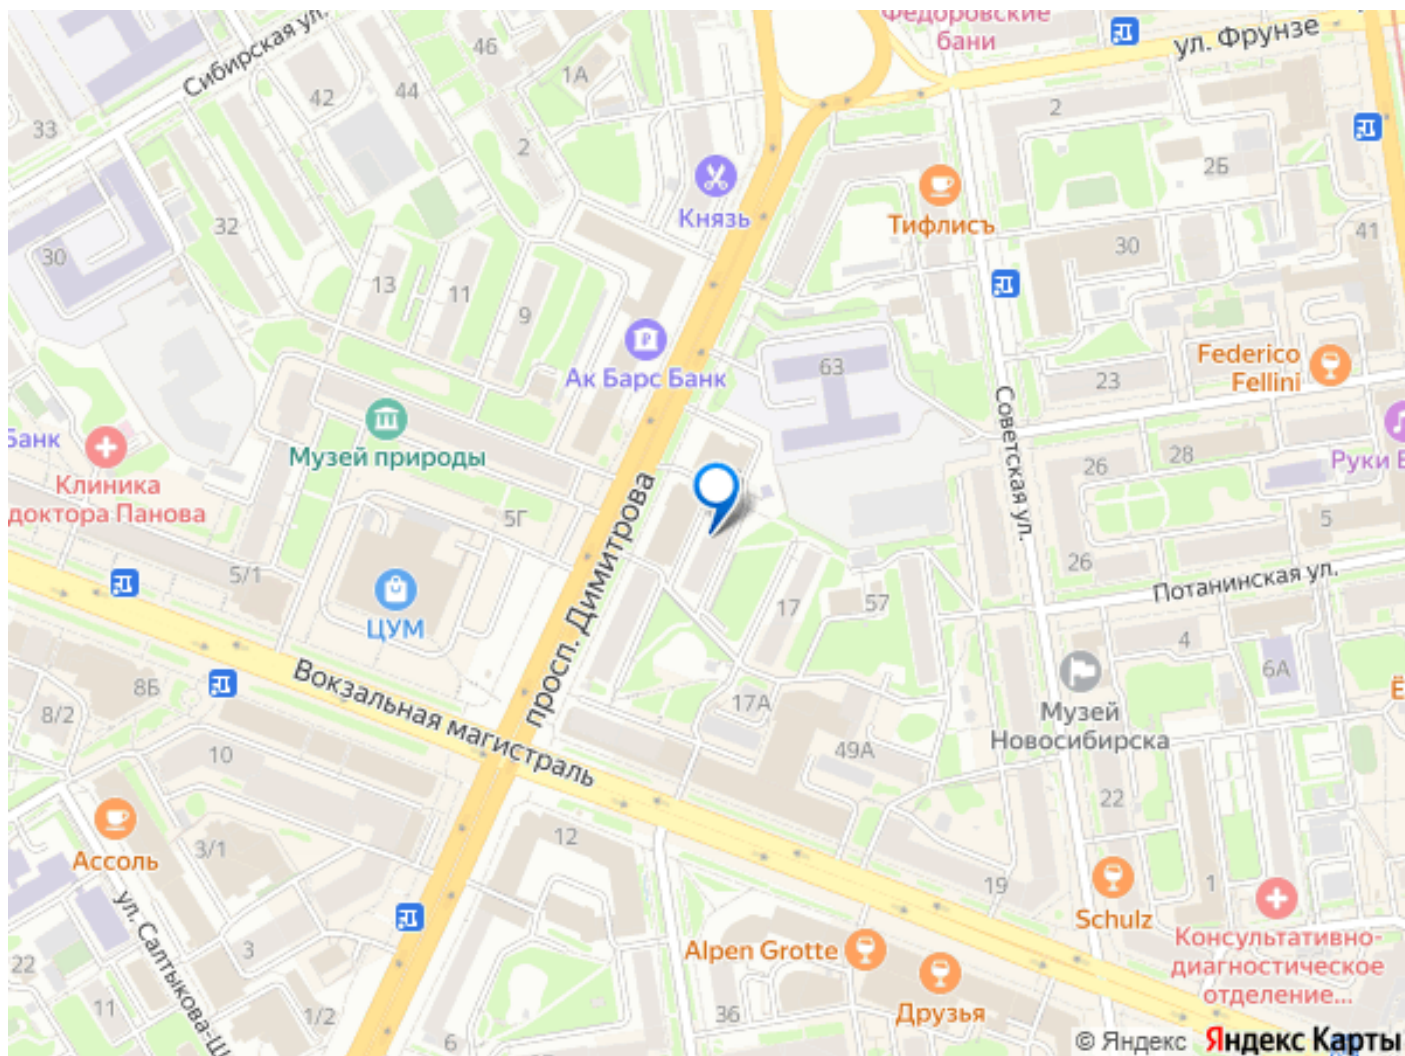 Федоровские
бани
ул. Фрунзе
Сибирская ул.
46
1А
42
44
33
2
2
2Б
Князь
Тифлисъ
32
30
30
41
13
11
9
Ак Барс Банк
63
Federico
Fellini
23
Советская ул.
Банк
Музей природы
Клиника
доктора Панова
26
28
Руки В
5Г
просп. Димитрова
5
26
5/1
ЦУМ
17
57
Потанинская ул.
4
6А
Вокзальная магистраль
8Б
8/2
17А
Музей
Новосибирска
Ё
10
49А
22
12
Ассоль
3/1
19
1
Schulz
ул. Салтыкова-Щ
3
22
Alpen Grotte
Консультативно-
диагностическое
отделение...
11
1/2
36
Друзья
6
© Яндекс Яндекс Карты